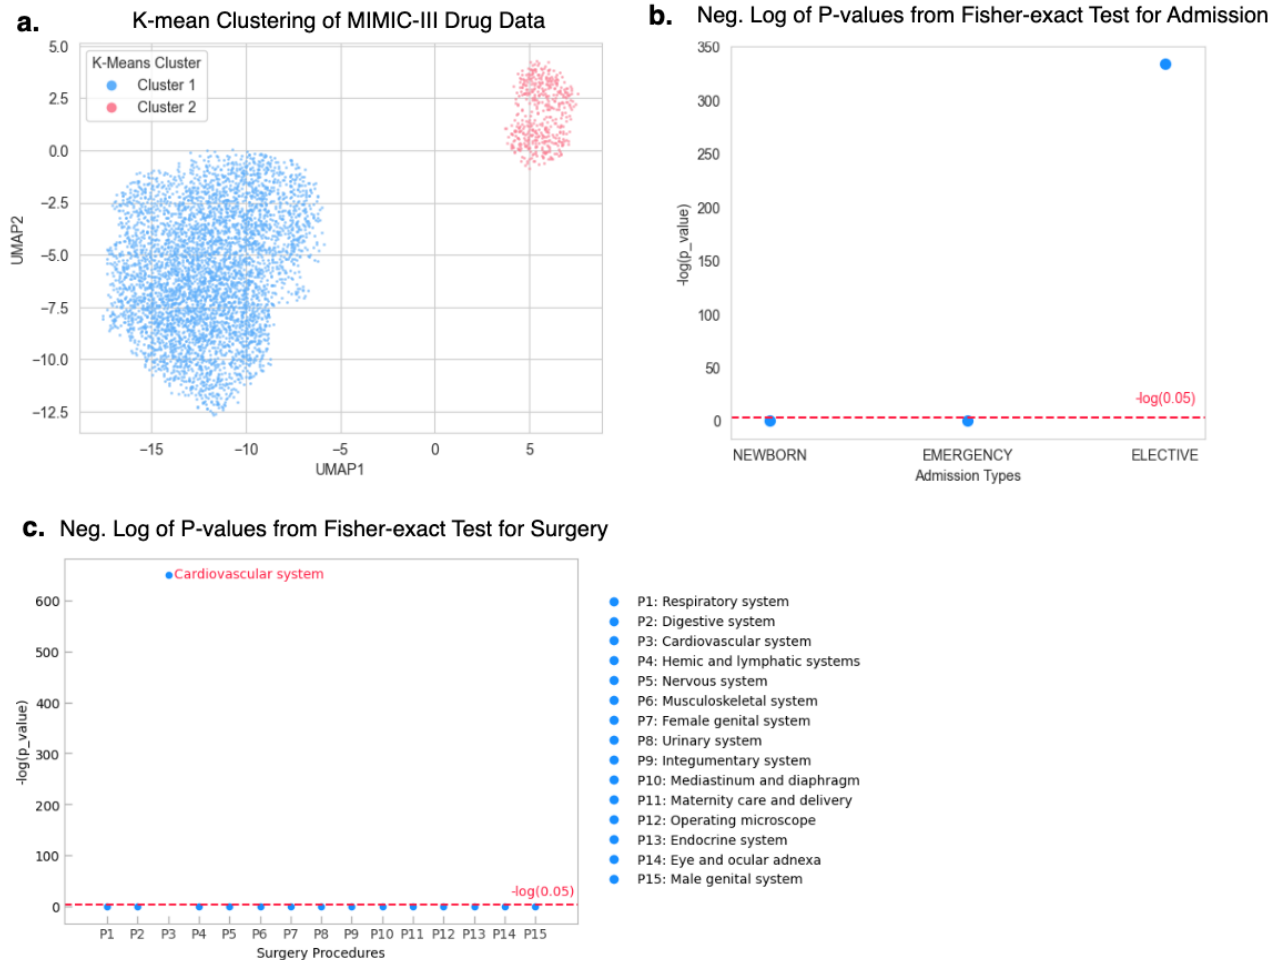 a. K-mean Clustering of MIMIC-III Drug Data
K-Means Cluster
Cluster 1
Cluster 2
5.0
2.5
0.0
−2.5
−5.0
−7.5
−10.0
−12.5
UMAP2
−15 −10 −5 0 5
UMAP1
b. Neg. Log of P-values from Fisher-exact Test for Admission
350
300
250
200
150
100
50
0
-log(p_value)
-log(0.05)
NEWBORN EMERGENCY ELECTIVE
Admission Types
c. Neg. Log of P-values from Fisher-exact Test for Surgery
Cardiovascular system
600
500
400
300
200
100
0
-log(p_value)
-log(0.05)
P1 P2 P3 P4 P5 P6 P7 P8 P9 P10 P11 P12 P13 P14 P15
Surgery Procedures
P1: Respiratory system
P2: Digestive system
P3: Cardiovascular system
P4: Hemic and lymphatic systems
P5: Nervous system
P6: Musculoskeletal system
P7: Female genital system
P8: Urinary system
P9: Integumentary system
P10: Mediastinum and diaphragm
P11: Maternity care and delivery
P12: Operating microscope
P13: Endocrine system
P14: Eye and ocular adnexa
P15: Male genital system